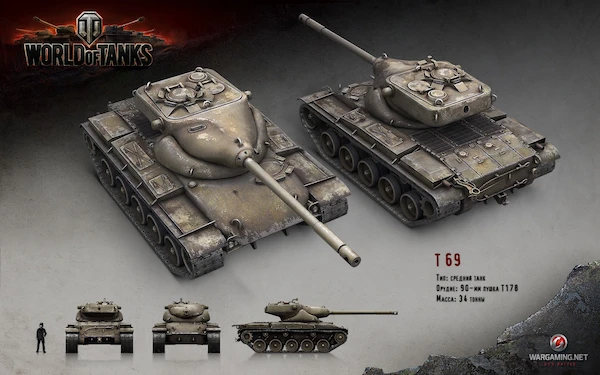 WORLD OF TANKS
T 69
Тип: средний танк
Орудие: 90-мм пушка T178
Масса: 34 тонны
WARGAMING.NET